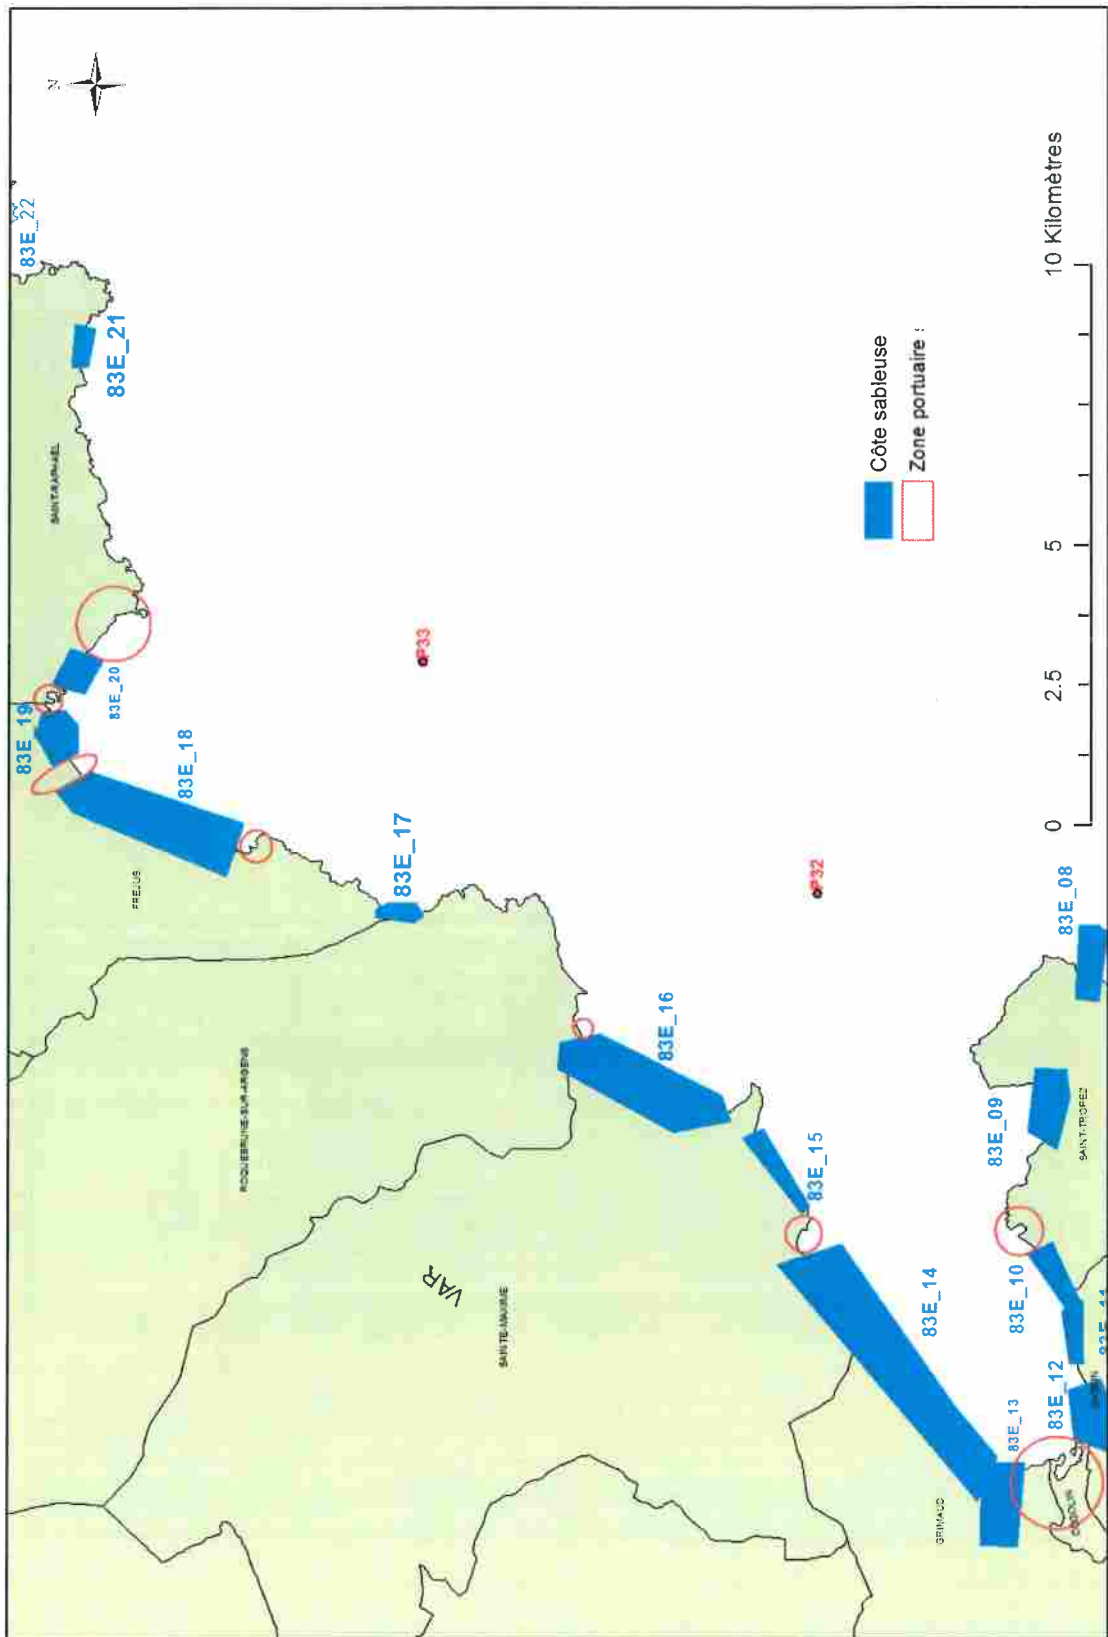 N
83E_22
83E_21
SAINT-RAPHAEL
83E_20
83E_19
83E_18
FREJUS
83E_17
P33
P32
ROQUEBRUNE-SUR-ARGENS
83E_16
83E_15
VAR
SAINTE-MAXIME
83E_14
83E_13
GRIMAUD
COGOLIN
83E_12
83E_11
83E_10
83E_09
SAINT-TROPEZ
83E_08
Côte sableuse
Zone portuaire :
0 2.5 5 10 Kilomètres